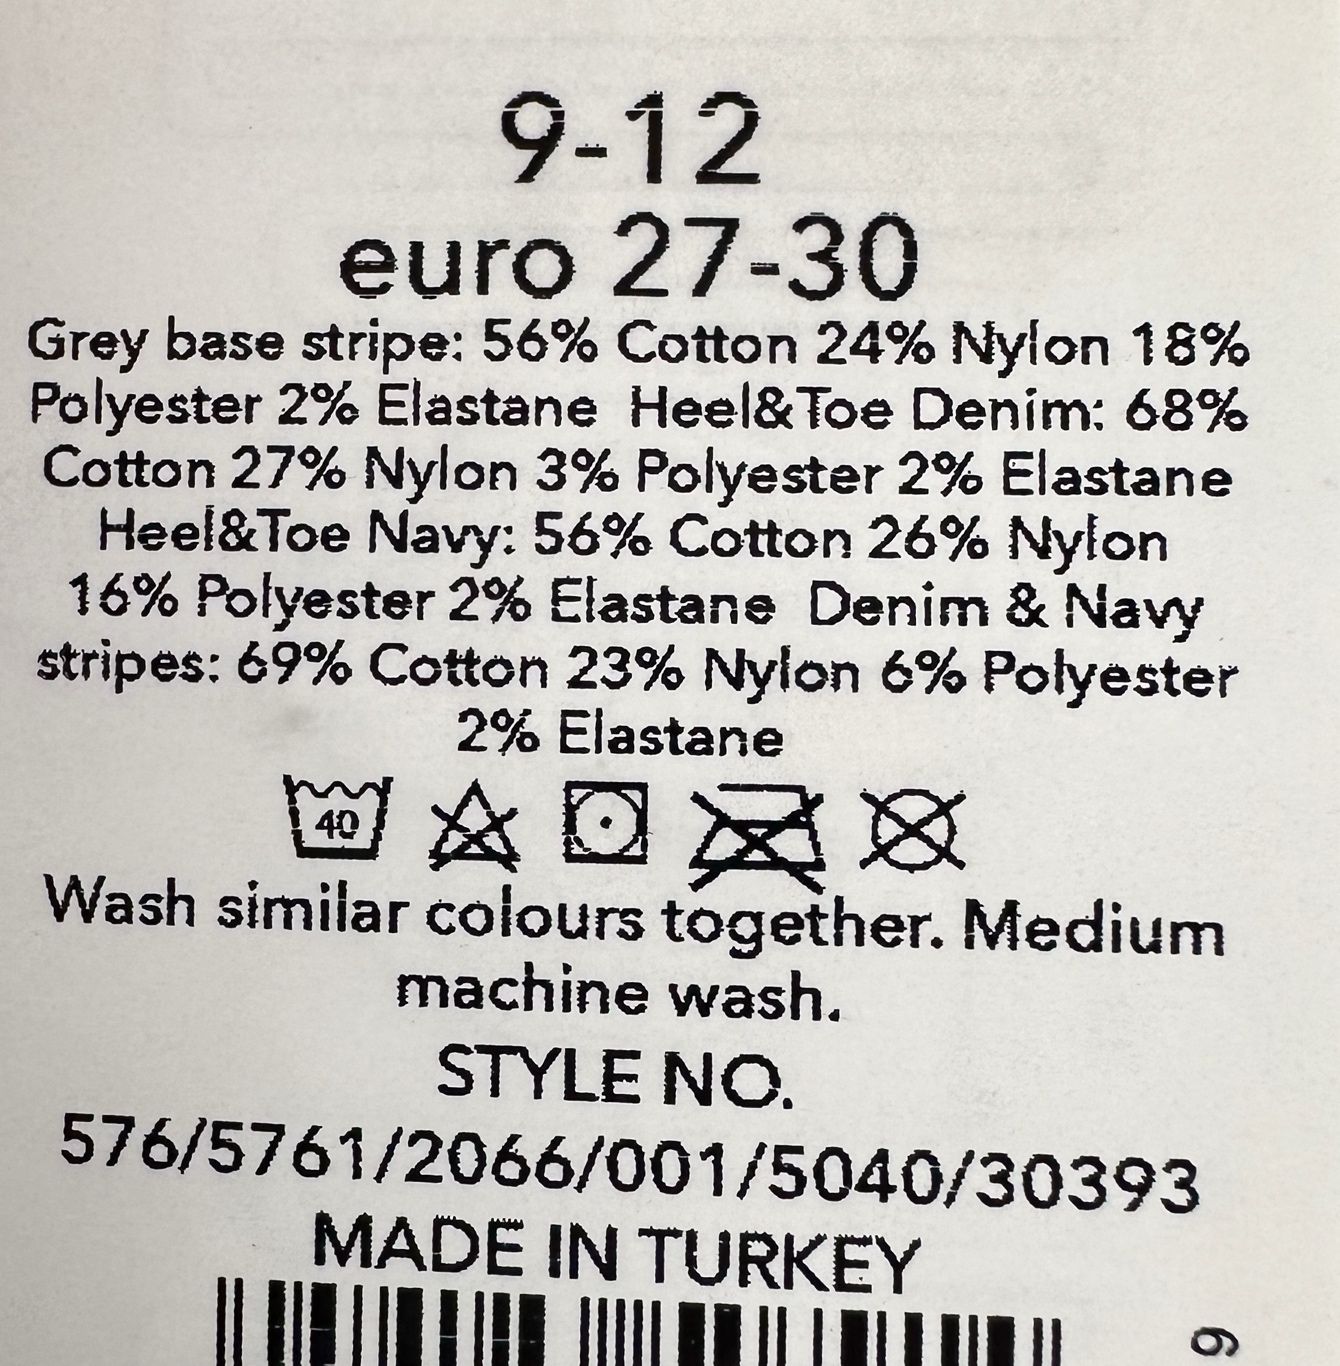 9-12
euro 27-30
Grey base stripe: 56% Cotton 24% Nylon 18%
Polyester 2% Elastane Heel&Toe Denim: 68%
Cotton 27% Nylon 3% Polyester 2% Elastane
Heel&Toe Navy: 56% Cotton 26% Nylon
16% Polyester 2% Elastane Denim & Navy
stripes: 69% Cotton 23% Nylon 6% Polyester
2% Elastane
40
Wash similar colours together. Medium
machine wash.
STYLE NO.
576/5761/2066/001/5040/30393
MADE IN TURKEY